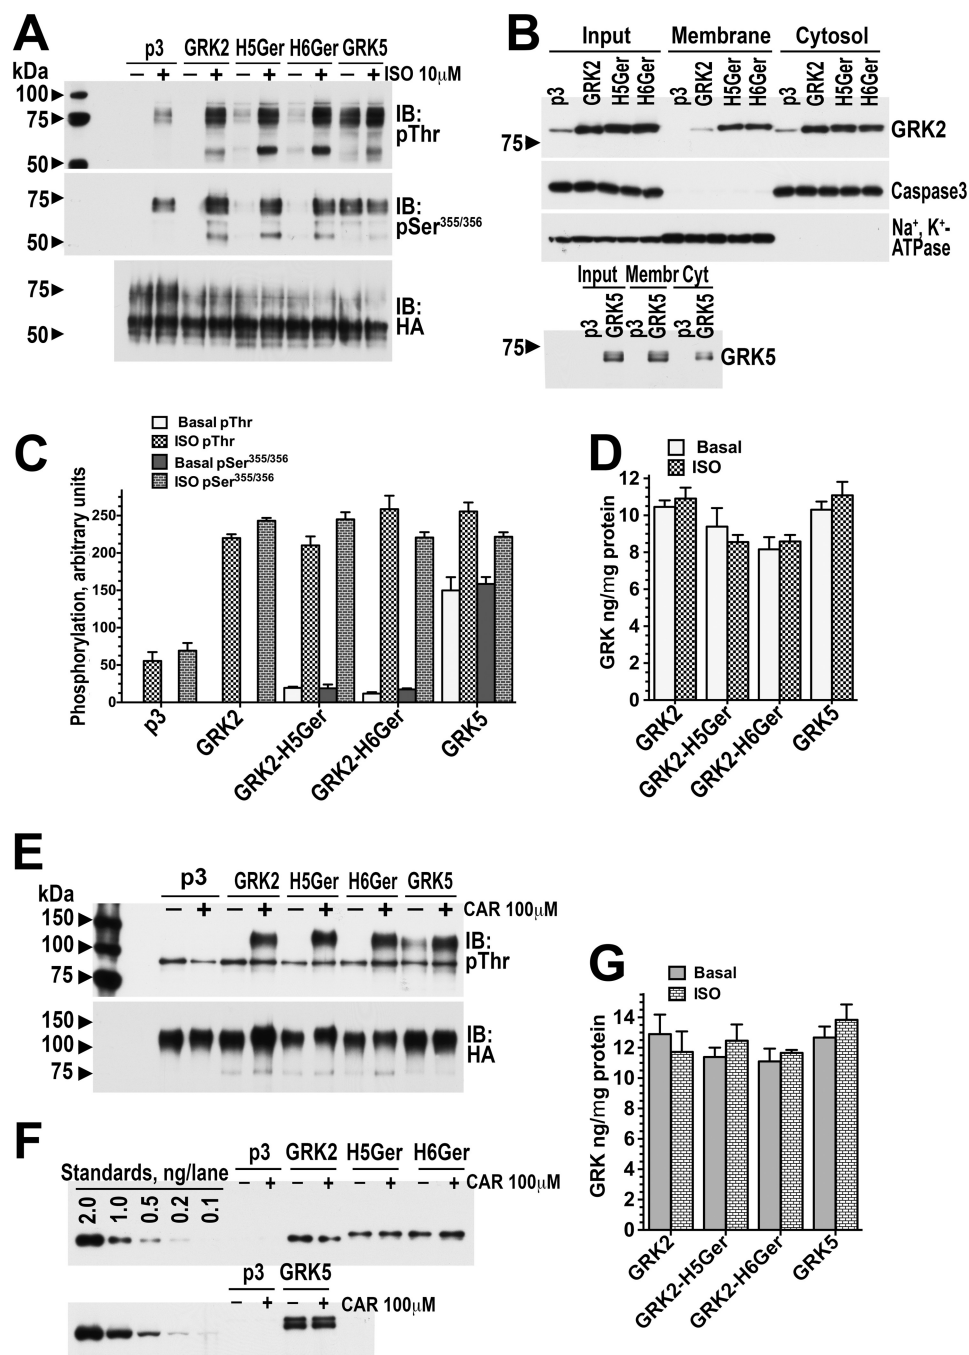 A
p3 GRK2 H5Ger H6Ger GRK5
kDa
– + – + – + – + – + ISO 10μM
100
75
50
IB:
pThr
75
50
IB:
pSer355/356
75
50
IB:
HA
B
Input Membrane Cytosol
p3 GRK2 H5Ger H6Ger p3 GRK2 H5Ger H6Ger p3 GRK2 H5Ger H6Ger
75
GRK2
Caspase3
Na+, K+-
ATPase
Input Membr Cyt
p3 GRK5 p3 GRK5 p3 GRK5
75
GRK5
C
Basal pThr
ISO pThr
Basal pSer355/356
ISO pSer355/356
Phosphorylation, arbitrary units
250
200
150
100
50
0
p3 GRK2 GRK2-H5Ger GRK2-H6Ger GRK5
D
Basal
ISO
GRK ng/mg protein
12
10
8
6
4
2
0
GRK2 GRK2-H5Ger GRK2-H6Ger GRK5
E
p3 GRK2 H5Ger H6Ger GRK5
kDa
– + – + – + – + – + CAR 100μM
150
100
75
IB:
pThr
150
100
75
IB:
HA
F
p3 GRK2 H5Ger H6Ger
Standards, ng/lane
– + – + – + – + CAR 100μM
2.0 1.0 0.5 0.2 0.1
p3 GRK5
– + – + CAR 100μM
G
Basal
ISO
GRK ng/mg protein
14
12
10
8
6
4
2
0
GRK2 GRK2-H5Ger GRK2-H6Ger GRK5